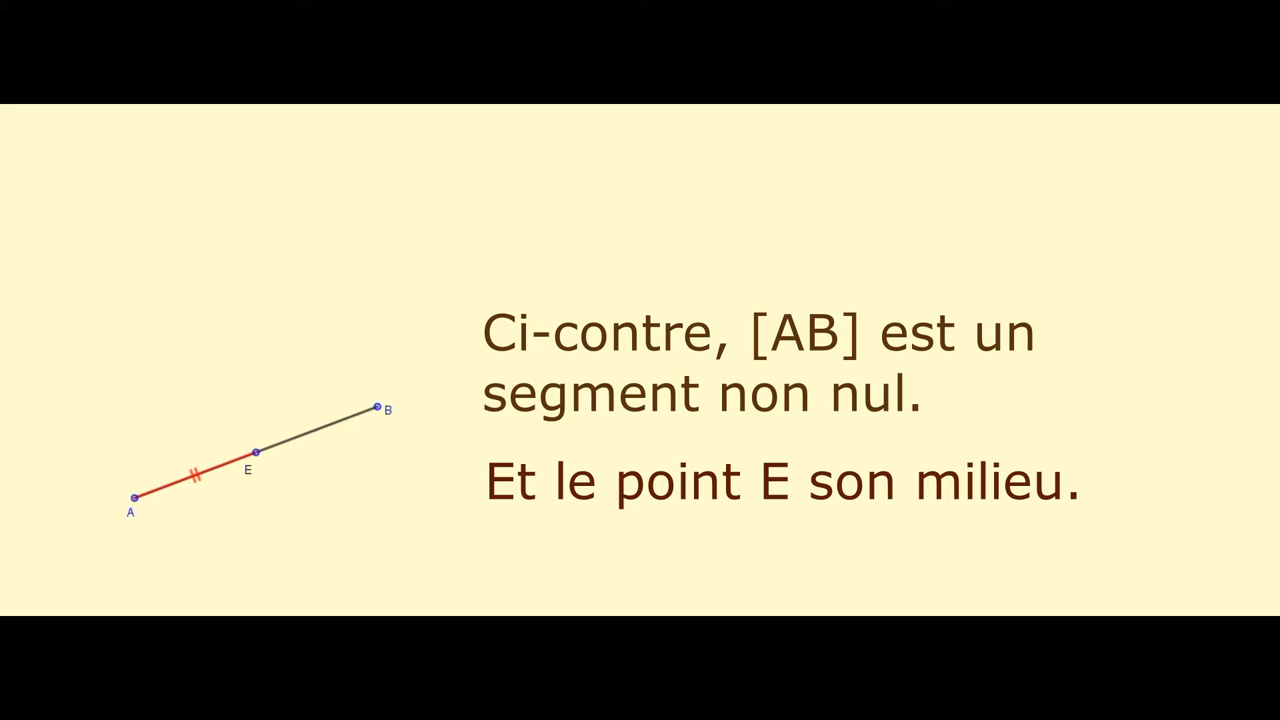 Ci-contre, [AB] est un
segment non nul.
B
E
Et le point E son milieu.
A